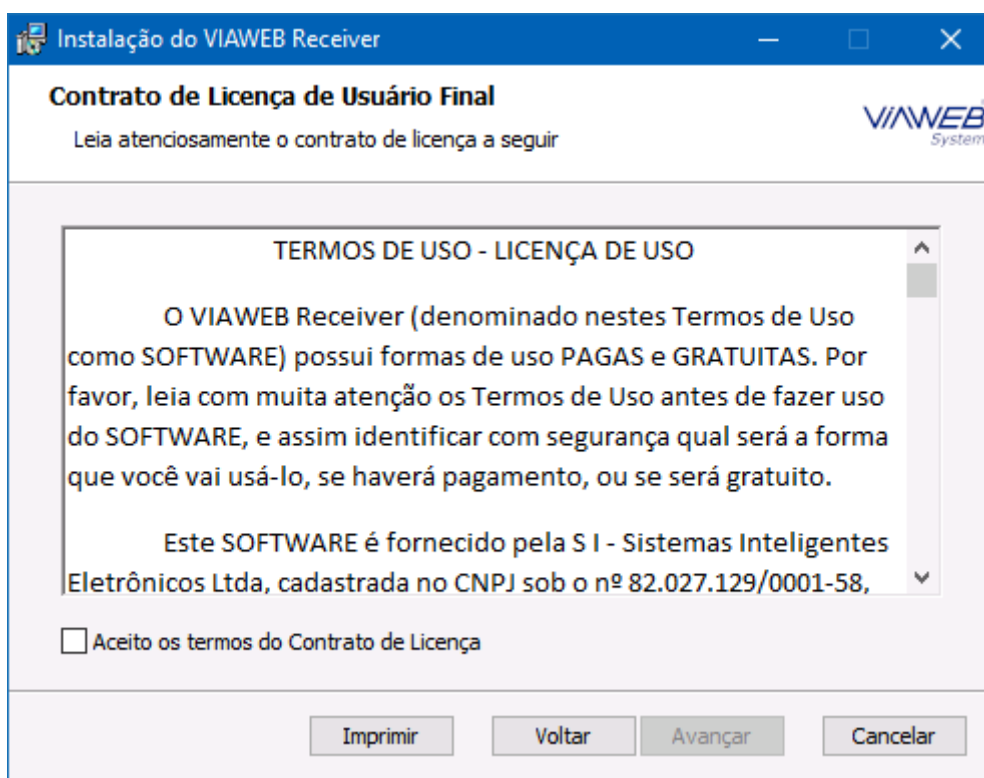 Instalação do VIAWEB Receiver
Contrato de Licença de Usuário Final
Leia atenciosamente o contrato de licença a seguir
VIAWEB
System
TERMOS DE USO - LICENÇA DE USO
O VIAWEB Receiver (denominado nestes Termos de Uso
como SOFTWARE) possui formas de uso PAGAS e GRATUITAS. Por
favor, leia com muita atenção os Termos de Uso antes de fazer uso
do SOFTWARE, e assim identificar com segurança qual será a forma
que você vai usá-lo, se haverá pagamento, ou se será gratuito.
Este SOFTWARE é fornecido pela S I - Sistemas Inteligentes
Eletrônicos Ltda, cadastrada no CNPJ sob o nº 82.027.129/0001-58,
Aceito os termos do Contrato de Licença
Imprimir Voltar Avançar Cancelar